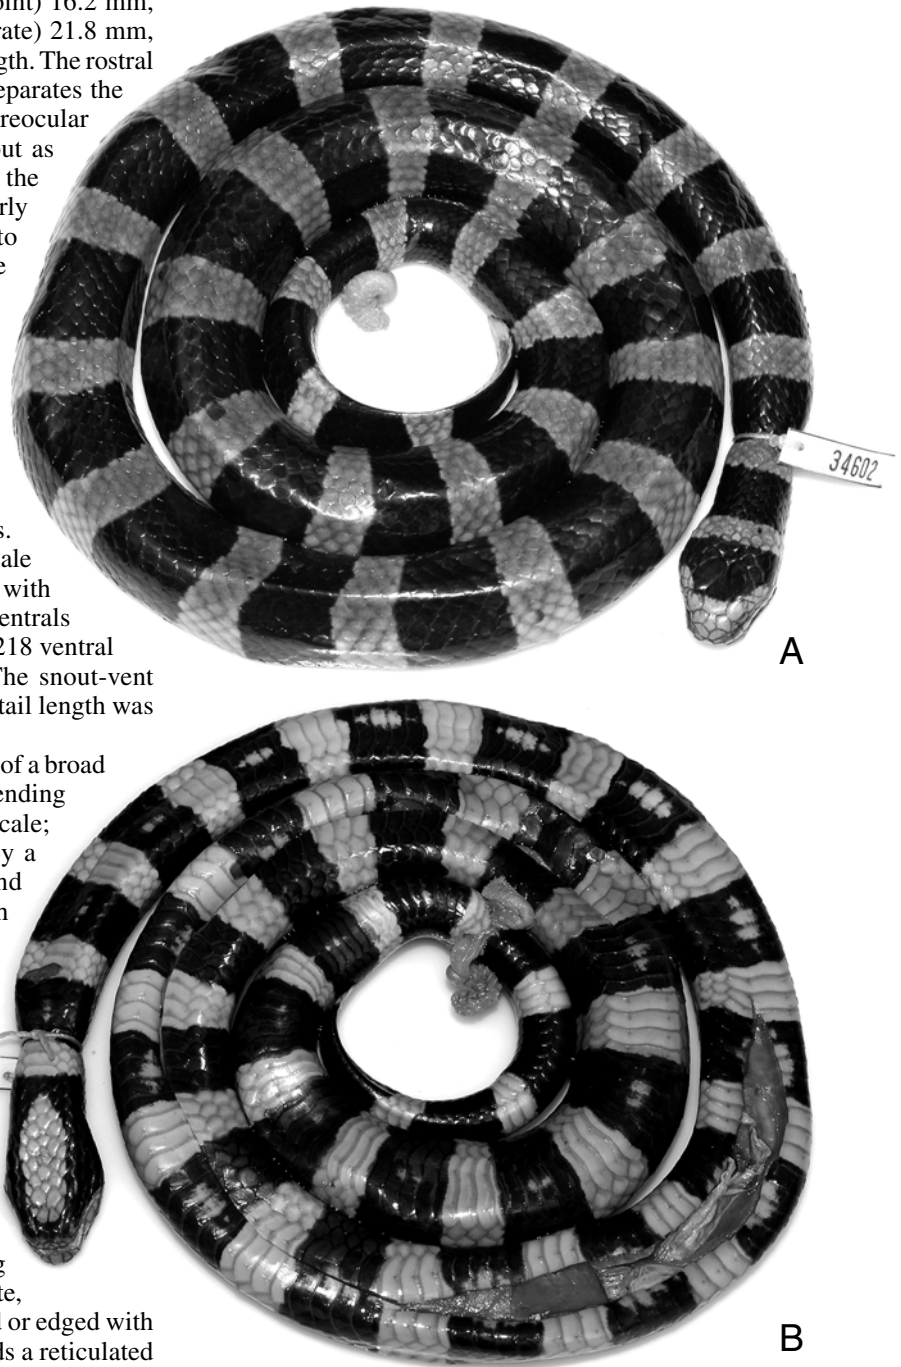 oint) 16.2 mm,
rate) 21.8 mm,
gth. The rostral
eparates the
reocular
out as
the
rly
to
e
34602
s.
ale
with
entrals
218 ventral
The snout-vent
tail length was
A
of a broad
ending
cale;
y a
nd
n
g
te,
l or edged with
ds a reticulated
B